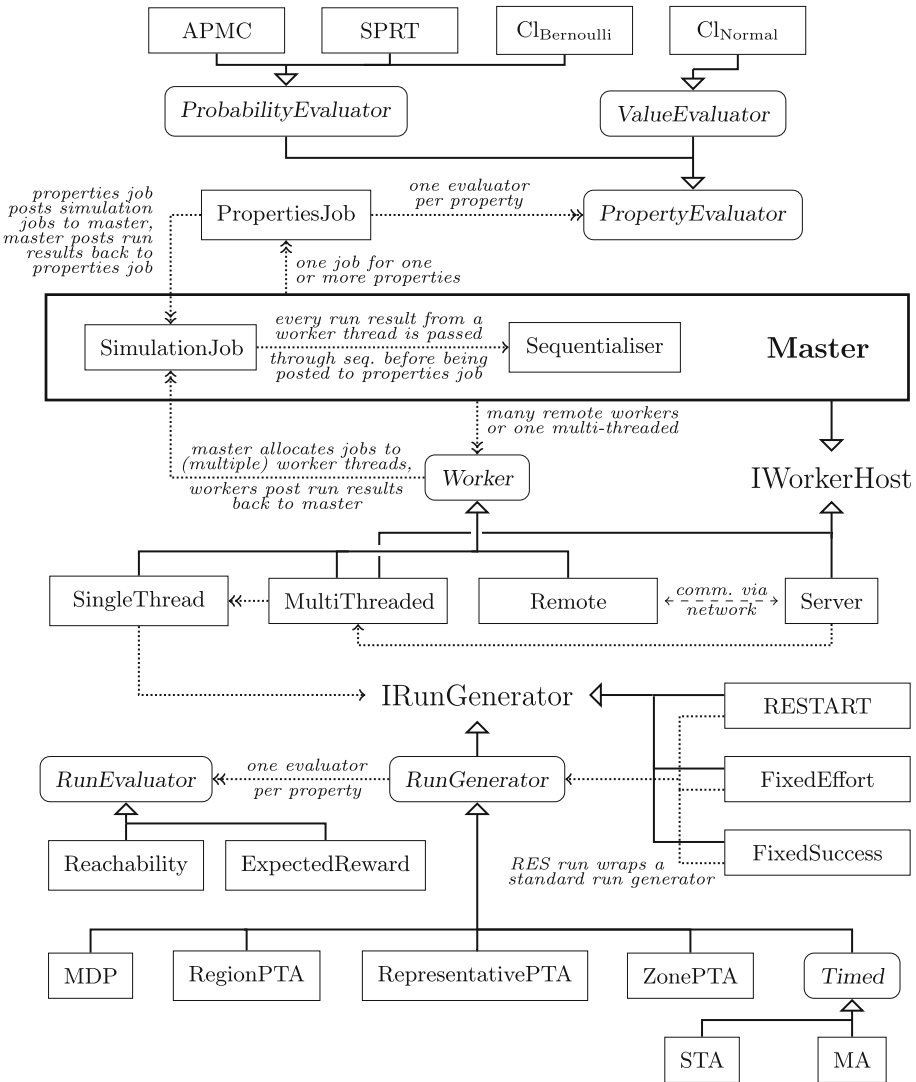 APMC
SPRT
Cl_Bernoulli
Cl_Normal
ProbabilityEvaluator
ValueEvaluator
properties job
posts simulation
jobs to master,
master posts run
results back to
properties job
PropertiesJob
one evaluator
per property
PropertyEvaluator
one job for one
or more properties
SimulationJob
every run result from a
worker thread is passed
through seq. before being
posted to properties job
Sequentialiser
Master
many remote workers
or one multi-threaded
master allocates jobs to
(multiple) worker threads,
workers post run results
back to master
Worker
IWorkerHost
SingleThread
MultiThreaded
Remote
comm. via
network
Server
IRunGenerator
RESTART
RunEvaluator
one evaluator
per property
RunGenerator
FixedEffort
Reachability
ExpectedReward
RES run wraps a
standard run generator
FixedSuccess
MDP
RegionPTA
RepresentativePTA
ZonePTA
Timed
STA
MA